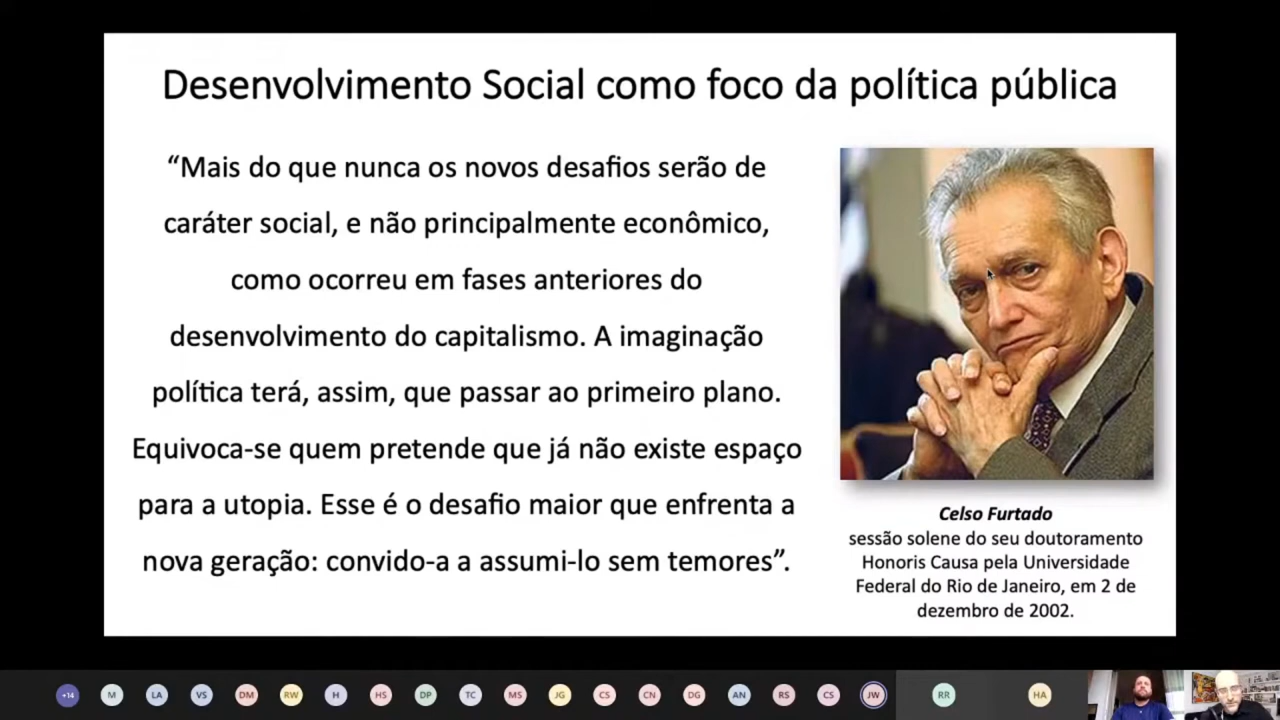 Desenvolvimento Social como foco da política pública
“Mais do que nunca os novos desafios serão de
caráter social, e não principalmente econômico,
como ocorreu em fases anteriores do
desenvolvimento do capitalismo. A imaginação
política terá, assim, que passar ao primeiro plano.
Equivoca-se quem pretende que já não existe espaço
para a utopia. Esse é o desafio maior que enfrenta a
nova geração: convido-a a assumi-lo sem temores”.
Celso Furtado
sessão solene do seu doutoramento
Honoris Causa pela Universidade
Federal do Rio de Janeiro, em 2 de
dezembro de 2002.
+14 M LA VS DM RW H HS DP TC MS JG CS CN DG AN RS CS JW RR HA